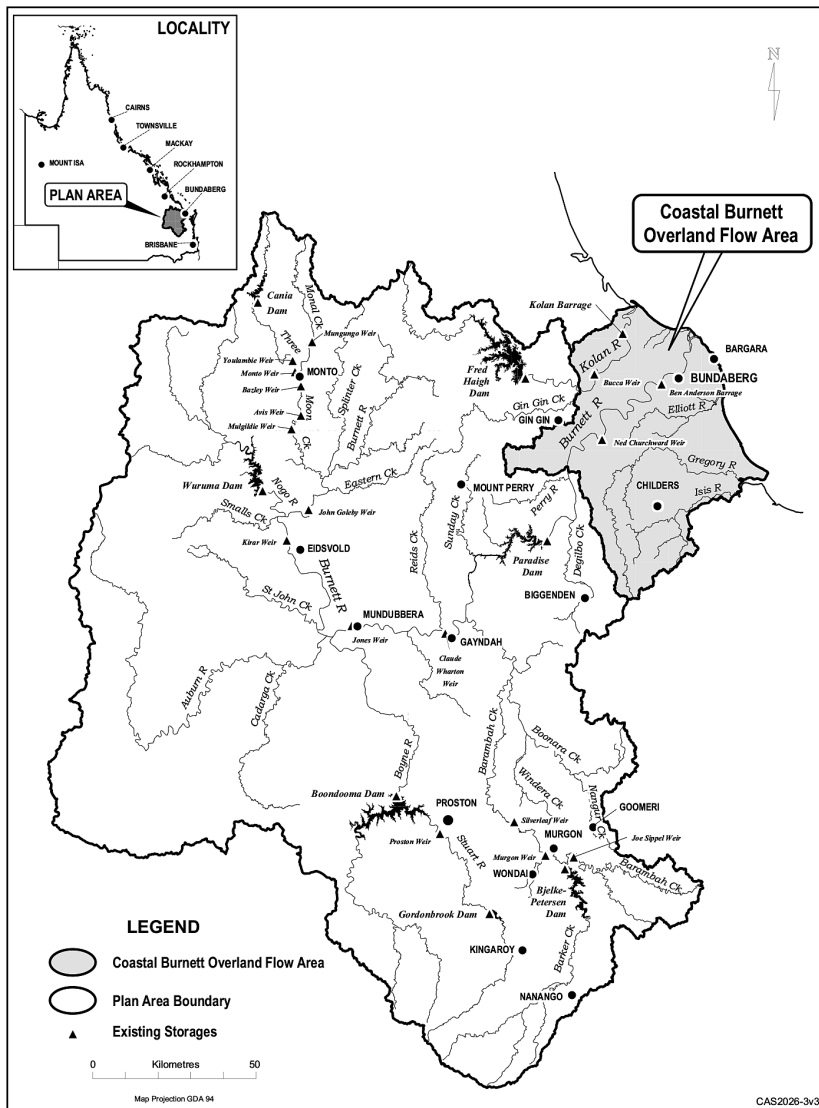 LOCALITY
CAIRNS
TOWNSVILLE
MACKAY
MOUNT ISA
ROCKHAMPTON
BUNDABERG
PLAN AREA
BRISBANE
N
Coastal Burnett
Overland Flow Area
Kolan Barrage
Cania
Dam
Monal Ck
Three
Mungungo Weir
Youlambie Weir
Monto Weir
MONTO
Bazley Weir
Splinter Ck
Burnett R
Avis Weir
Moon
Ck
Mulgildie Weir
Fred
Haigh
Dam
Kolan R
BARGARA
Bucca Weir
BUNDABERG
Ben Anderson Barrage
Gin Gin Ck
GIN GIN
Burnett R
Elliott R
Ned Churchward Weir
Gregory R
CHILDERS
Isis R
Wuruma Dam
Nogo R
Eastern Ck
Smalls Ck
John Goleby Weir
MOUNT PERRY
Perry R
Sunday Ck
Reids Ck
Kirar Weir
EIDSVOLD
Paradise
Dam
Degilbo Ck
BIGGENDEN
Burnett R
St John Ck
MUNDUBBERA
Jones Weir
GAYNDAH
Claude
Wharton
Weir
Auburn R
Cadarga Ck
Boyne R
Barambah Ck
Boonara Ck
Windera Ck
Nangur Ck
Boondooma Dam
PROSTON
Proston Weir
Stuart R
Silverleaf Weir
GOOMERI
MURGON
Joe Sippel Weir
Murgon Weir
WONDAI
Barambah Ck
Bjelke-
Petersen
Dam
Gordonbrook Dam
KINGAROY
Barker Ck
NANANGO
LEGEND
Coastal Burnett Overland Flow Area
Plan Area Boundary
Existing Storages
0 Kilometres 50
Map Projection GDA 94
CAS2026-3v3